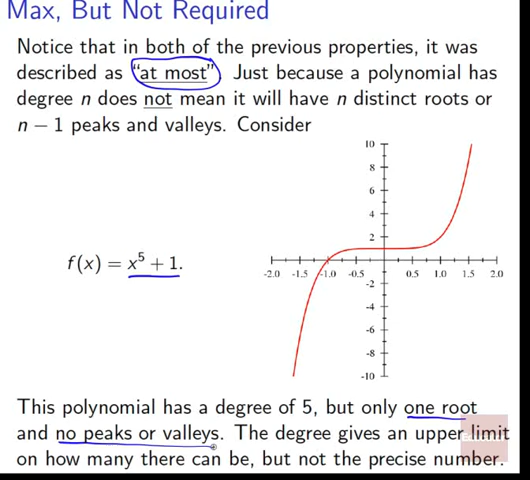 Max, But Not Required
Notice that in both of the previous properties, it was
described as "at most". Just because a polynomial has
degree n does not mean it will have n distinct roots or
n − 1 peaks and valleys. Consider
10
8
6
4
2
f(x) = x⁵ + 1.
-2.0 -1.5 -1.0 -0.5 0.5 1.0 1.5 2.0
-2
-4
-6
-8
-10
This polynomial has a degree of 5, but only one root
and no peaks or valleys. The degree gives an upper limit
on how many there can be, but not the precise number.